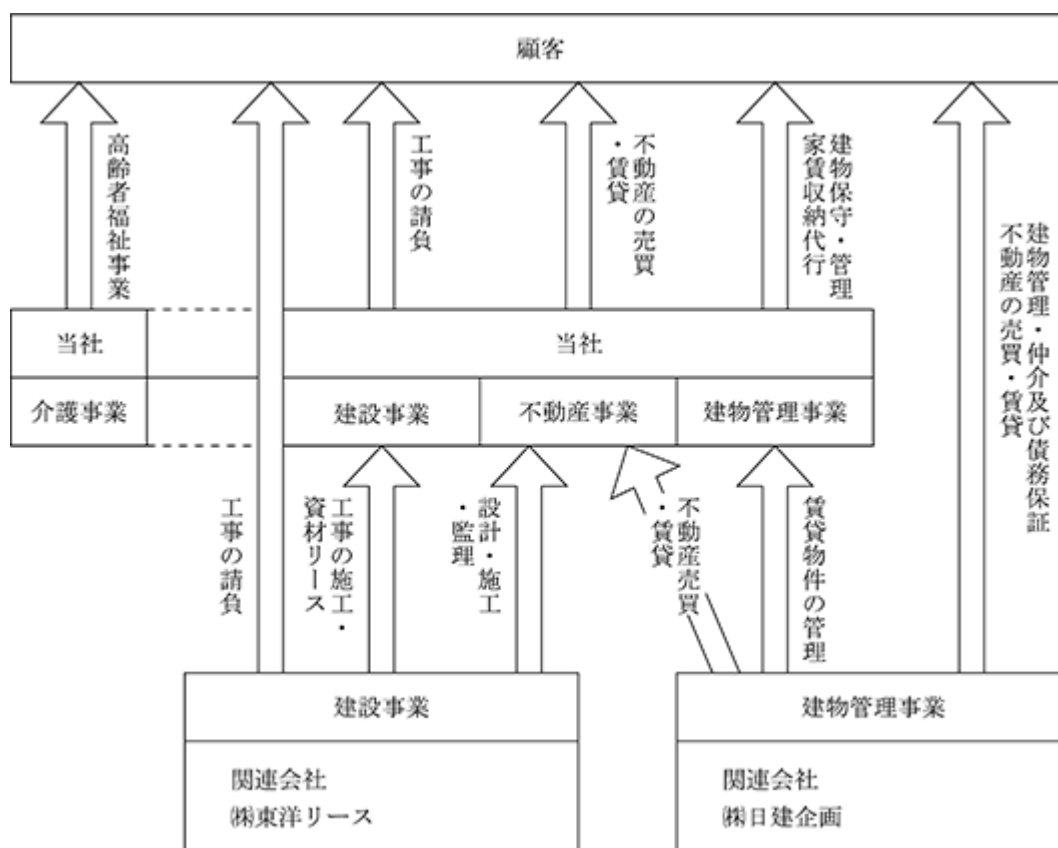 顧客
高齢者福祉事業
工事の請負
不動産の売買
・賃貸
建物保守・管理
家賃収納代行
建物管理・仲介及び債務保証
不動産の売買・賃貸
当社
当社
介護事業
建設事業
不動産事業
建物管理事業
工事の請負
工事の施工・
資材リース
設計・施工
・監理
不動産売買
・賃貸
賃貸物件の管理
建設事業
建物管理事業
関連会社
㈱東洋リース
関連会社
㈱日建企画